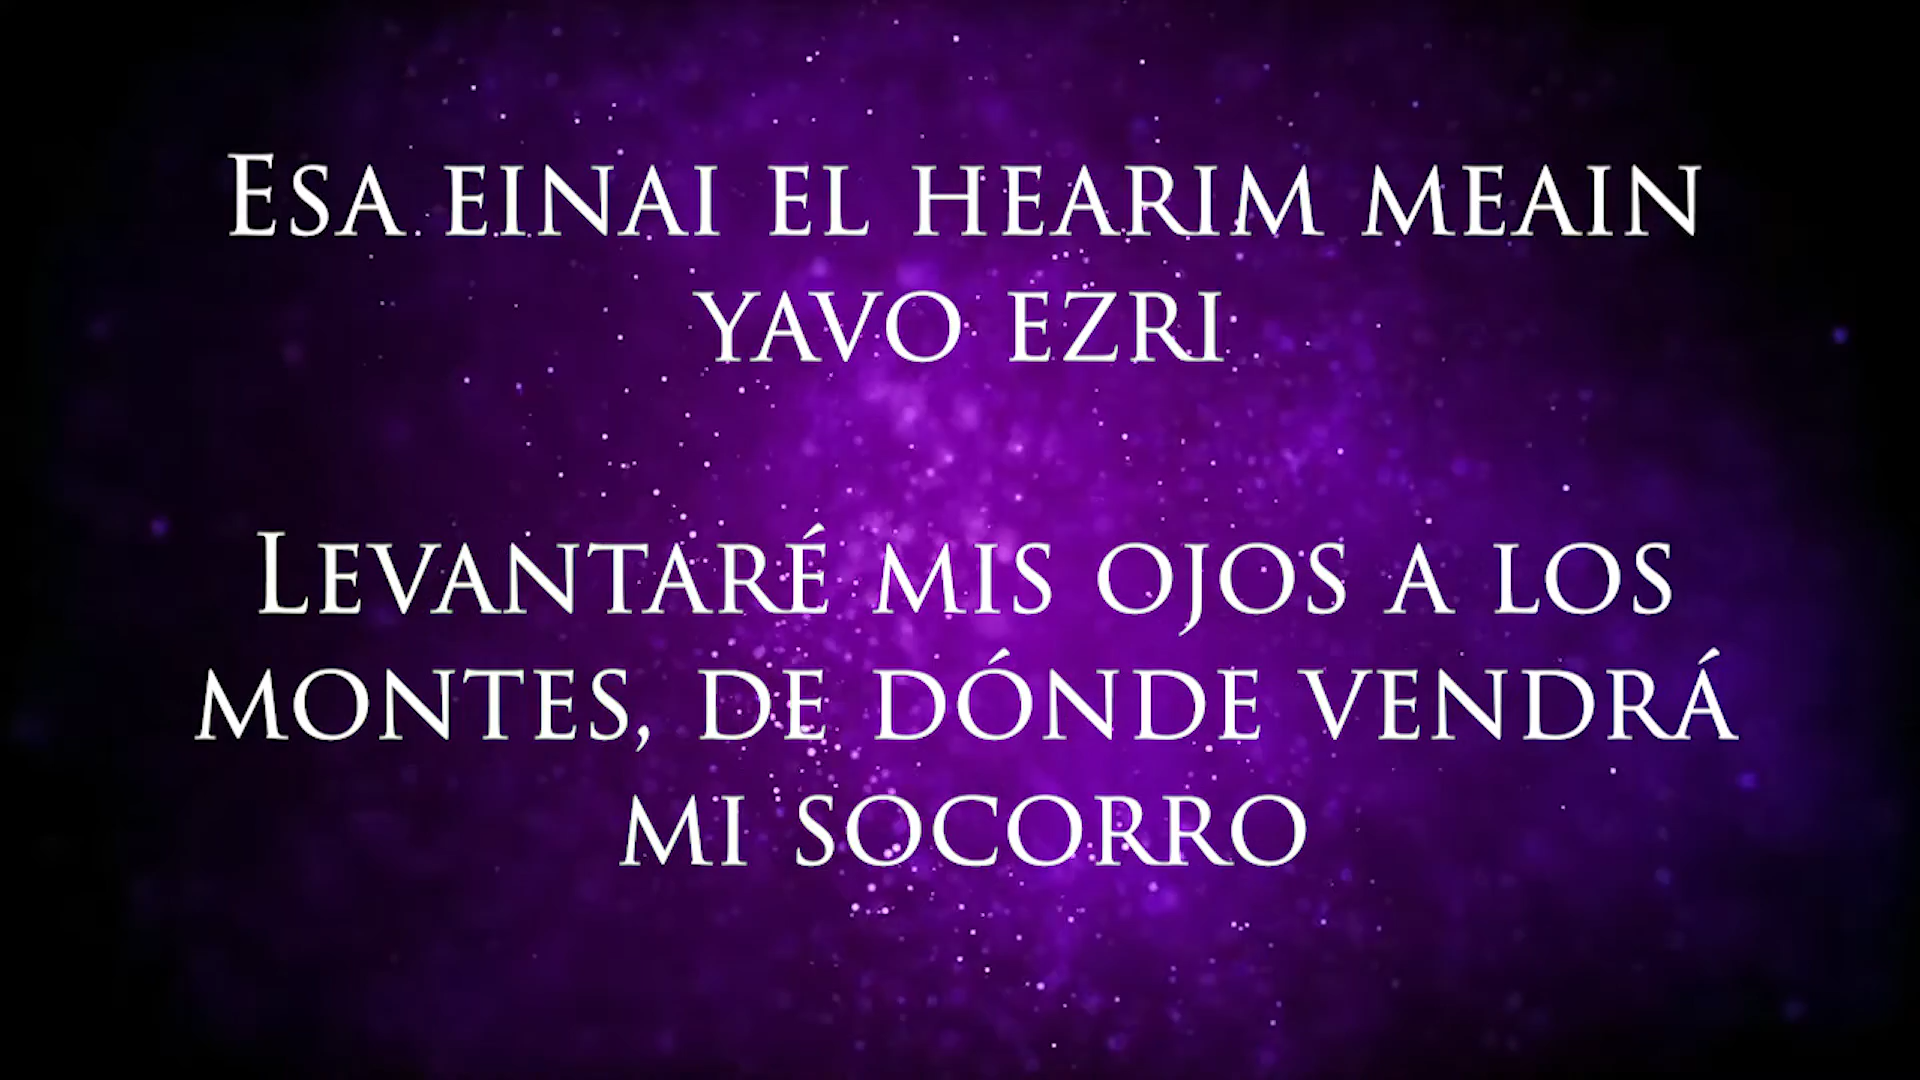 Esa einai el hearim meain
yavo ezri
Levantaré mis ojos a los
montes, de dónde vendrá
mi socorro